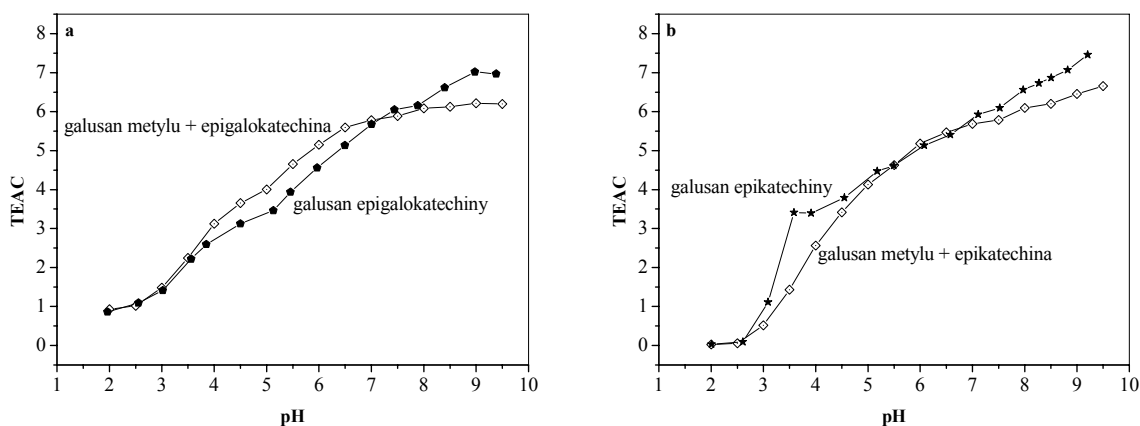 a
7
6
5
4
3
2
1
0
TEAC
galusan metylu + epigalokatechina
galusan epigalokatechiny
1 2 3 4 5 6 7 8 9 10
pH
b
7
6
5
4
3
2
1
0
TEAC
galusan epikatechiny
galusan metylu + epikatechina
1 2 3 4 5 6 7 8 9 10
pH